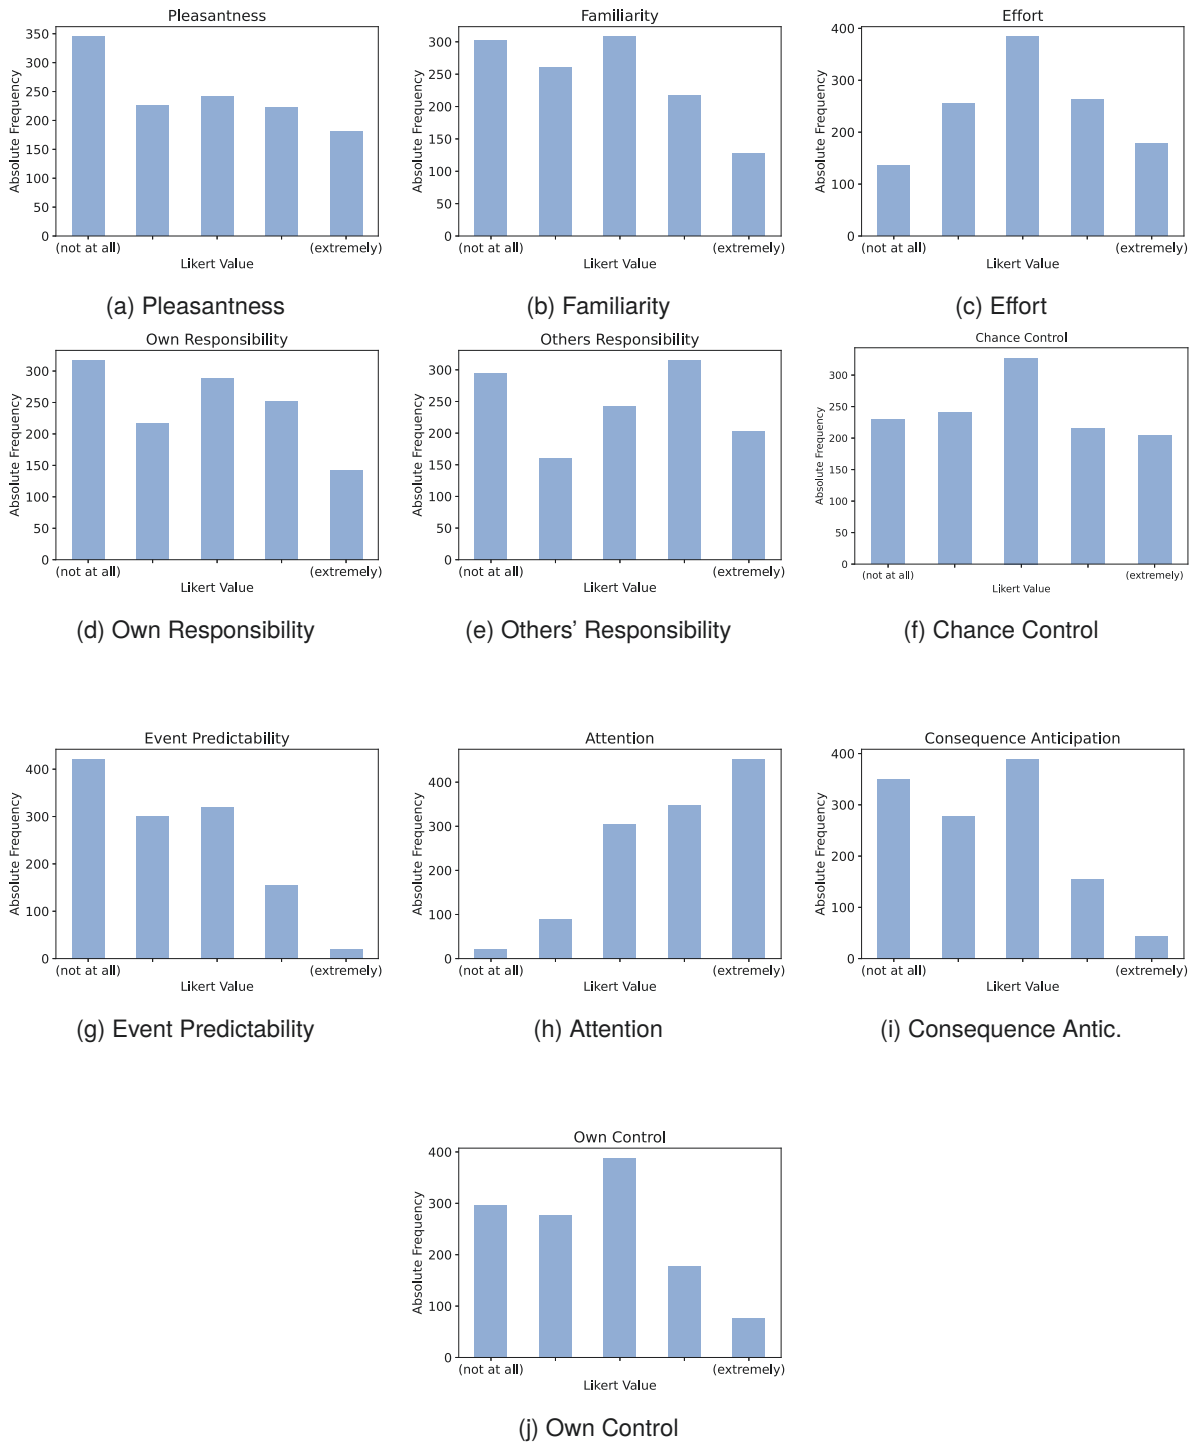 Pleasantness
Absolute Frequency
350
300
250
200
150
100
50
0
(not at all)
(extremely)
Likert Value
(a) Pleasantness
Familiarity
Absolute Frequency
300
250
200
150
100
50
0
(not at all)
(extremely)
Likert Value
(b) Familiarity
Effort
Absolute Frequency
400
300
200
100
0
(not at all)
(extremely)
Likert Value
(c) Effort
Own Responsibility
Absolute Frequency
300
250
200
150
100
50
0
(not at all)
(extremely)
Likert Value
(d) Own Responsibility
Others Responsibility
Absolute Frequency
300
250
200
150
100
50
0
(not at all)
(extremely)
Likert Value
(e) Others’ Responsibility
Chance Control
Absolute Frequency
300
250
200
150
100
50
0
(not at all)
(extremely)
Likert Value
(f) Chance Control
Event Predictability
Absolute Frequency
400
300
200
100
0
(not at all)
(extremely)
Likert Value
(g) Event Predictability
Attention
Absolute Frequency
400
300
200
100
0
(not at all)
(extremely)
Likert Value
(h) Attention
Consequence Anticipation
Absolute Frequency
400
300
200
100
0
(not at all)
(extremely)
Likert Value
(i) Consequence Antic.
Own Control
Absolute Frequency
400
300
200
100
0
(not at all)
(extremely)
Likert Value
(j) Own Control